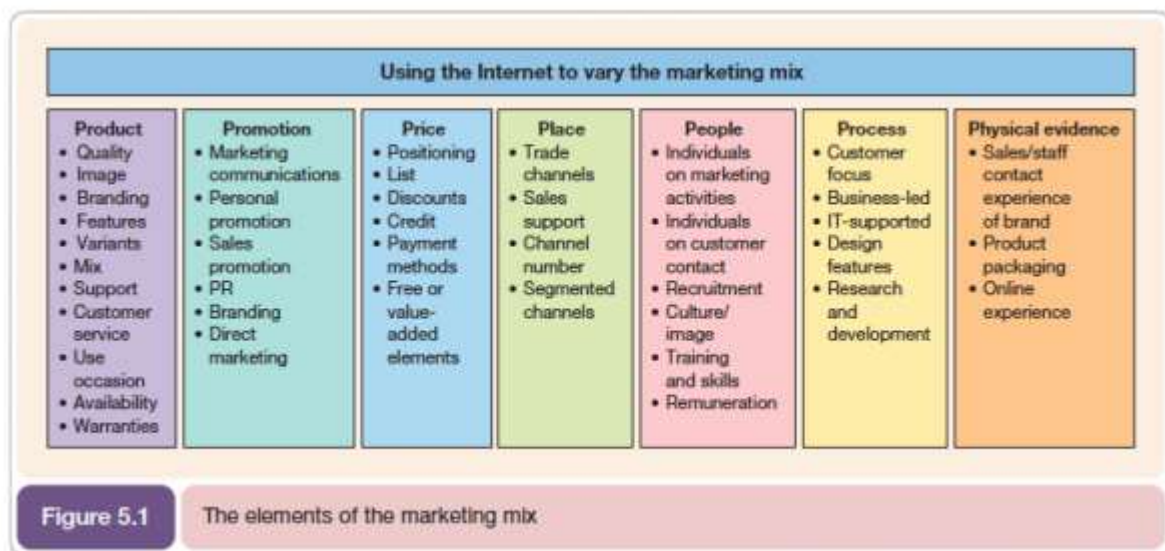 Using the Internet to vary the marketing mix
Product
• Quality
• Image
• Branding
• Features
• Variants
• Mix
• Support
• Customer
service
• Use
occasion
• Availability
• Warranties
Promotion
• Marketing
communications
• Personal
promotion
• Sales
promotion
• PR
• Branding
• Direct
marketing
Price
• Positioning
• List
• Discounts
• Credit
• Payment
methods
• Free or
value-
added
elements
Place
• Trade
channels
• Sales
support
• Channel
number
• Segmented
channels
People
• Individuals
on marketing
activities
• Individuals
on customer
contact
• Recruitment
• Culture/
image
• Training
and skills
• Remuneration
Process
• Customer
focus
• Business-led
• IT-supported
• Design
features
• Research
and
development
Physical evidence
• Sales/staff
contact
experience
of brand
• Product
packaging
• Online
experience
Figure 5.1
The elements of the marketing mix